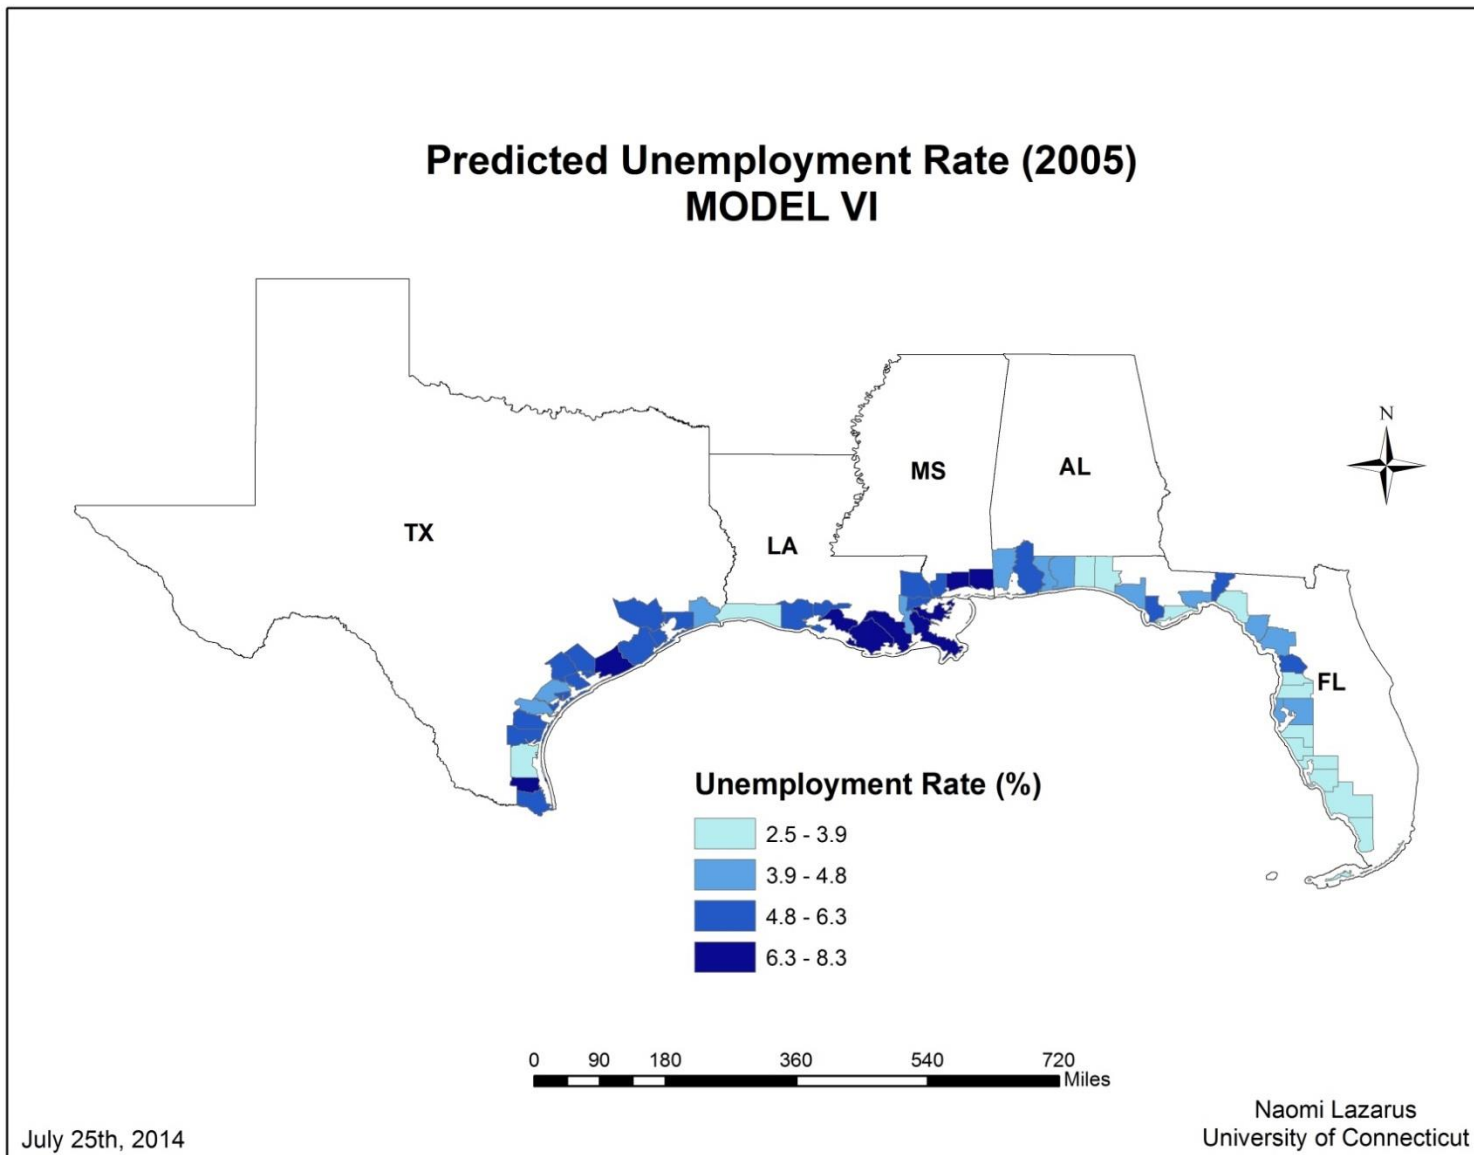 Predicted Unemployment Rate (2005)
MODEL VI
N
MS
AL
TX
LA
FL
Unemployment Rate (%)
2.5 - 3.9
3.9 - 4.8
4.8 - 6.3
6.3 - 8.3
0 90 180 360 540 720
Miles
Naomi Lazarus
July 25th, 2014
University of Connecticut